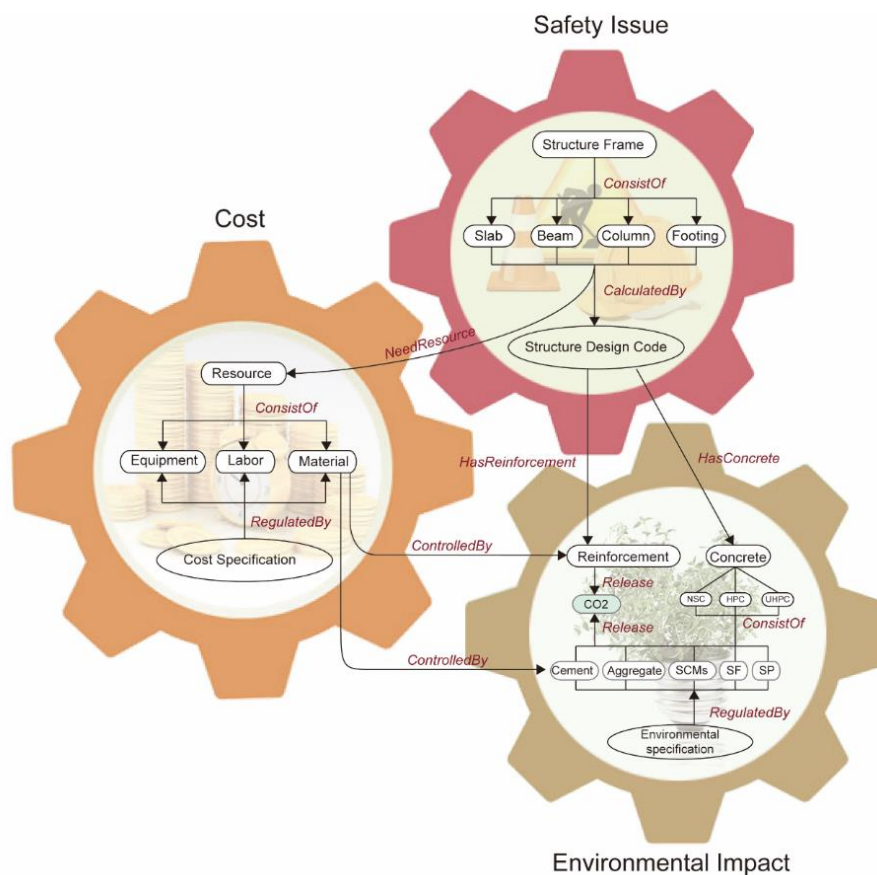 Safety Issue
Structure Frame
ConsistOf
Slab
Beam
Column
Footing
CalculatedBy
Structure Design Code
NeedResource
Cost
Resource
ConsistOf
Equipment
Labor
Material
RegulatedBy
Cost Specification
HasReinforcement
HasConcrete
ControlledBy
Reinforcement
Concrete
Release
NSC
HPC
UHPC
CO2
ConsistOf
Release
ControlledBy
Cement
Aggregate
SCMs
SF
SP
RegulatedBy
Environmental
specification
Environmental Impact